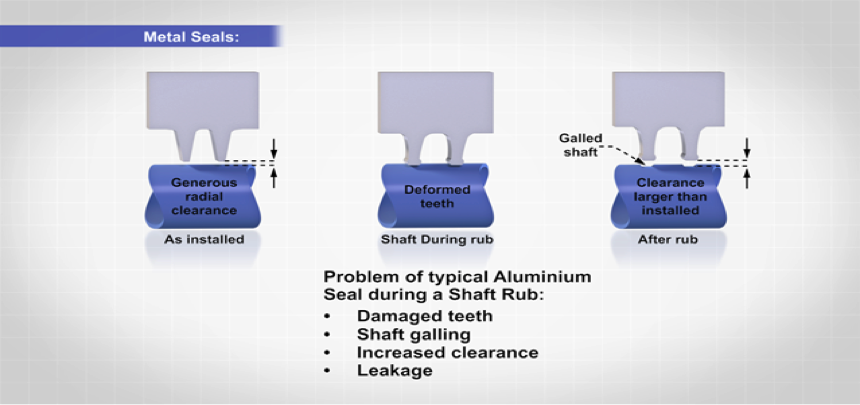 Metal Seals:
Generous
radial
clearance
As installed
Deformed
teeth
Shaft During rub
Galled
shaft
Clearance
larger than
installed
After rub
Problem of typical Aluminium
Seal during a Shaft Rub:
• Damaged teeth
• Shaft galling
• Increased clearance
• Leakage